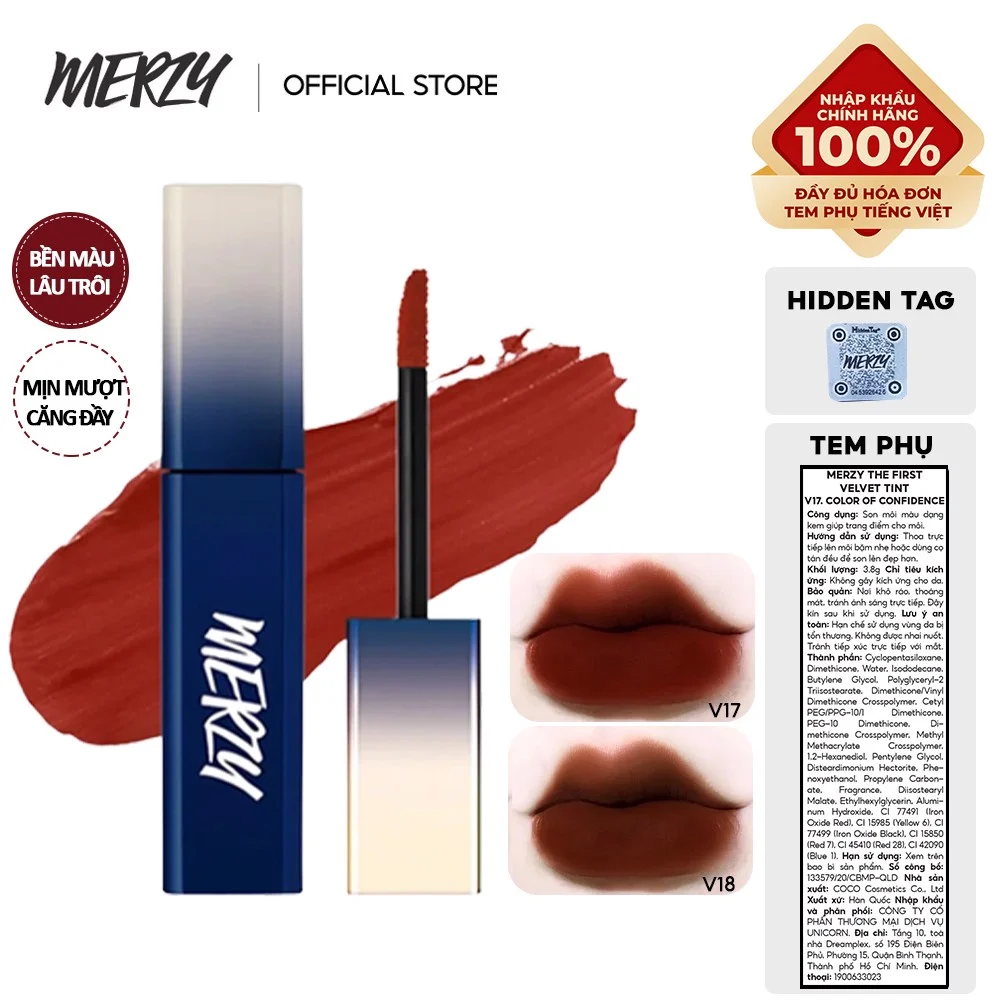 MERZY
OFFICIAL STORE
NHẬP KHẨU
CHÍNH HÃNG
100%
ĐẦY ĐỦ HÓA ĐƠN
TEM PHỤ TIẾNG VIỆT
BỀN MÀU
LÂU TRÔI
MỊN MƯỢT
CĂNG ĐẦY
MERZY
V17
V18
HIDDEN TAG
HiddenTag
MERZY
TEM PHỤ
MERZY THE FIRST
VELVET TINT
V17. COLOR OF CONFIDENCE
Công dụng: Son môi màu dạng
kem giúp trang điểm cho môi.
Hướng dẫn sử dụng: Thoa trực
tiếp lên môi bặm nhẹ hoặc dùng cọ
tán đều để son lên đẹp hơn.
Khối lượng: 3.8g Chỉ tiêu kích
ứng: Không gây kích ứng cho da.
Bảo quản: Nơi khô ráo, thoáng
mát, tránh ánh sáng trực tiếp. Đậy
kín sau khi sử dụng. Lưu ý an
toàn: Hạn chế sử dụng vùng da bị
tổn thương. Không được nhai nuốt.
Tránh tiếp xúc trực tiếp với mắt.
Thành phần: Cyclopentasiloxane,
Dimethicone, Water, Isododecane,
Butylene Glycol, Polyglyceryl-2
Triisostearate, Dimethicone/Vinyl
Dimethicone Crosspolymer, Cetyl
PEG/PPG-10/1 Dimethicone,
PEG-10 Dimethicone, Di-
methicone Crosspolymer, Methyl
Methacrylate Crosspolymer,
1,2-Hexanediol, Pentylene Glycol,
Disteardimonium Hectorite, Phe-
noxyethanol, Propylene Carbon-
ate, Fragrance, Diisostearyl
Malate, Ethylhexylglycerin, Alumi-
num Hydroxide, CI 77491 (Iron
Oxide Red), CI 15985 (Yellow 6), CI
77499 (Iron Oxide Black), CI 15850
(Red 7), CI 45410 (Red 28), CI 42090
(Blue 1). Hạn sử dụng: Xem trên
bao bì sản phẩm. Số công bố:
133579/20/CBMP-QLD Nhà sản
xuất: COCO Cosmetics Co., Ltd
Xuất xứ: Hàn Quốc Nhập khẩu
và phân phối: CÔNG TY CỔ
PHẦN THƯƠNG MẠI DỊCH VỤ
UNICORN. Địa chỉ: Tầng 10, toà
nhà Dreamplex, số 195 Điện Biên
Phủ, Phường 15, Quận Bình Thạnh,
Thành phố Hồ Chí Minh. Điện
thoại: 1900633023